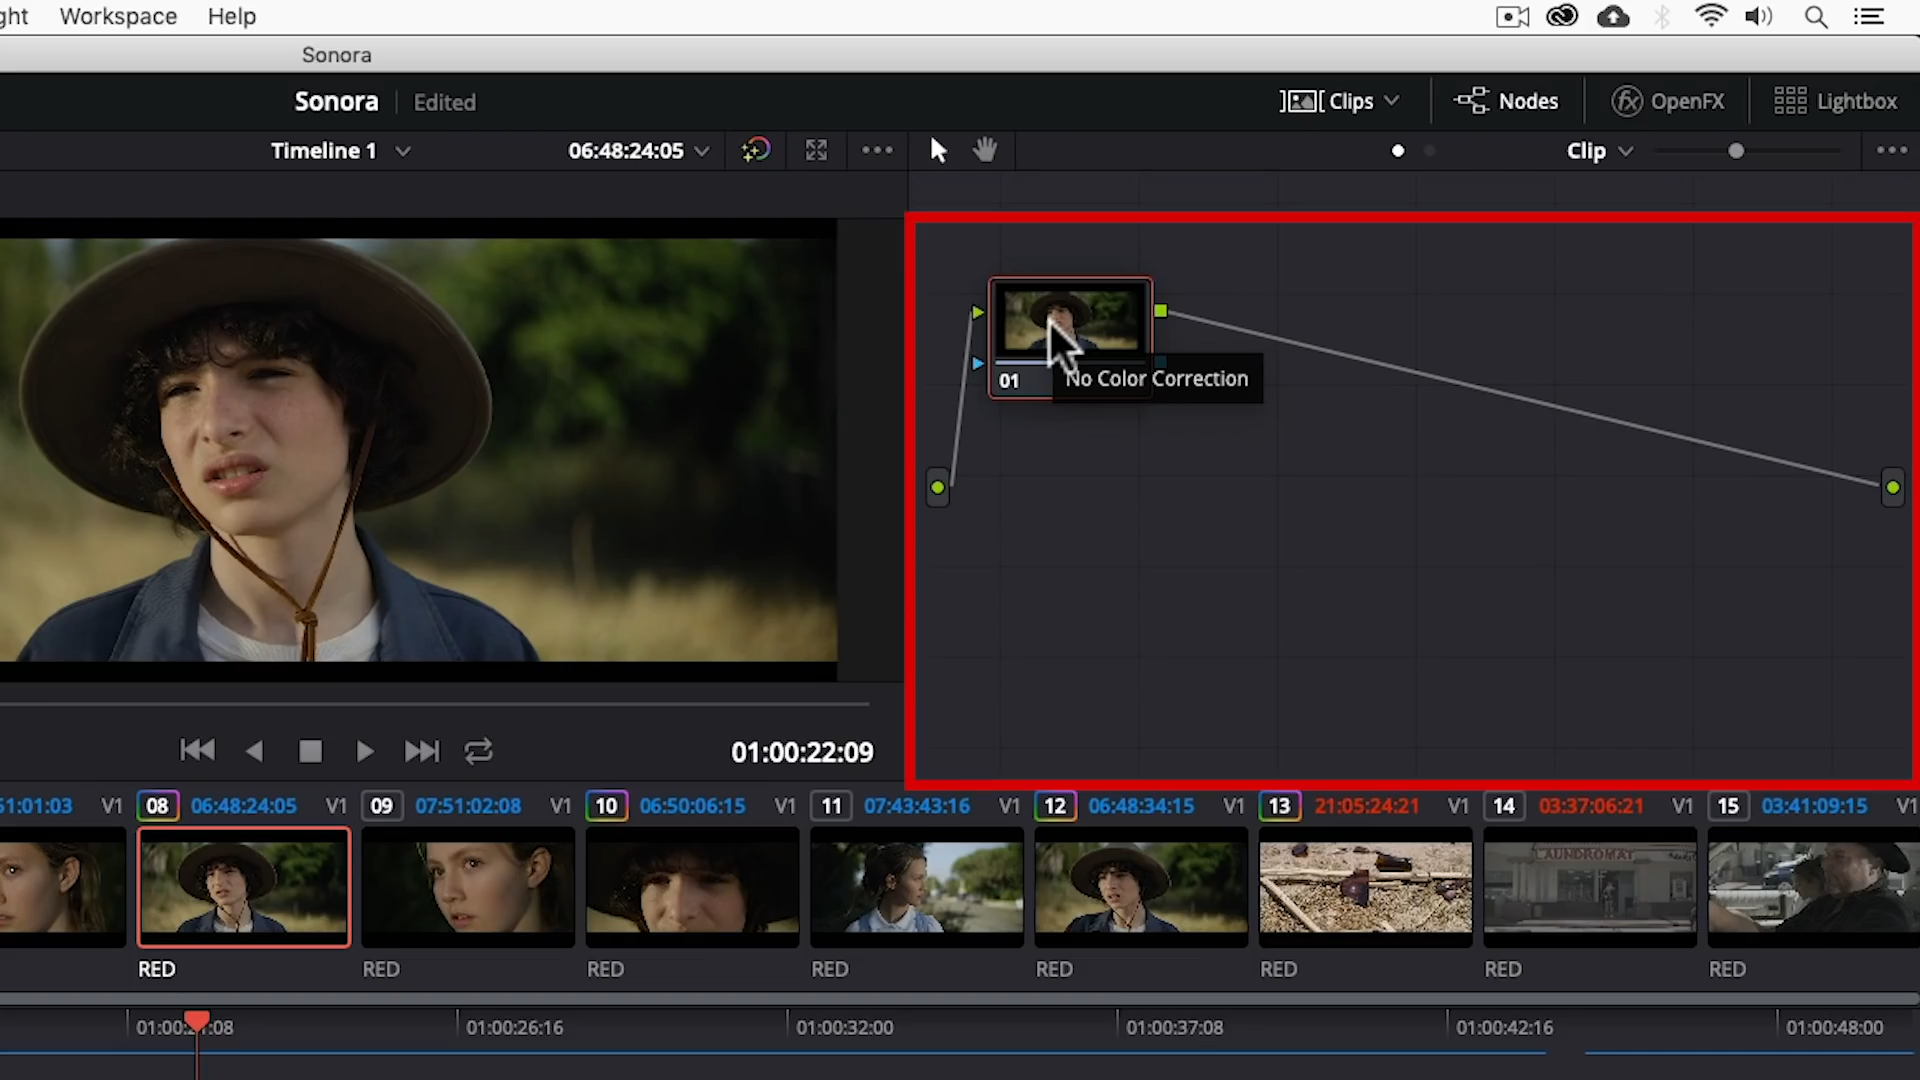 ght Workspace Help
Sonora
Sonora Edited Clips Nodes fx OpenFX Lightbox
Timeline 1 06:48:24:05 Clip
01 No Color Correction
01:00:22:09
51:01:03 V1 08 06:48:24:05 V1 09 07:51:02:08 V1 10 06:50:06:15 V1 11 07:43:43:16 V1 12 06:48:34:15 V1 13 21:05:24:21 V1 14 03:37:06:21 V1 15 03:41:09:15 V1
LAUNDROMAT
RED RED RED RED RED RED RED RED
01:00:21:08 01:00:26:16 01:00:32:00 01:00:37:08 01:00:42:16 01:00:48:00